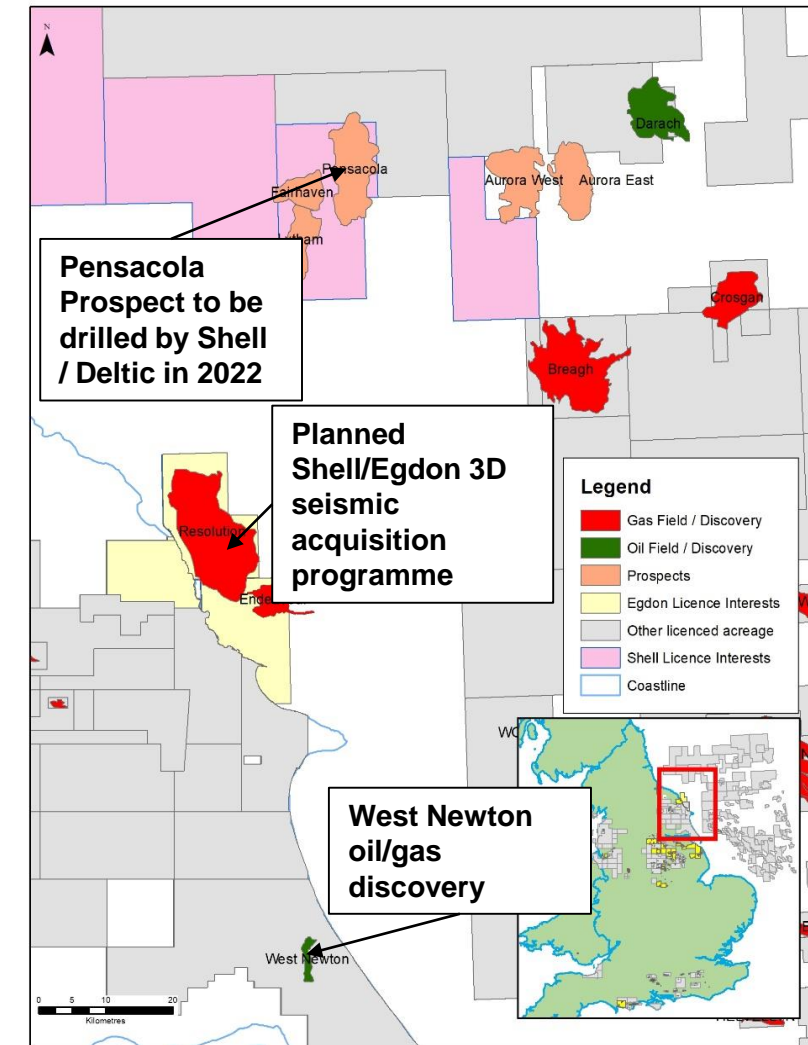 N
Darach
Pensacola
Aurora West
Aurora East
Fairhaven
Pensacola
Prospect to be
drilled by Shell
/ Deltic in 2022
Crosgan
Breagh
Planned
Shell/Egdon 3D
seismic
acquisition
programme
Resolution
Legend
Gas Field / Discovery
Oil Field / Discovery
Prospects
Egdon Licence Interests
Other licenced acreage
Shell Licence Interests
Coastline
West Newton
oil/gas
discovery
West Newton
0 5 10 20
Kilometres